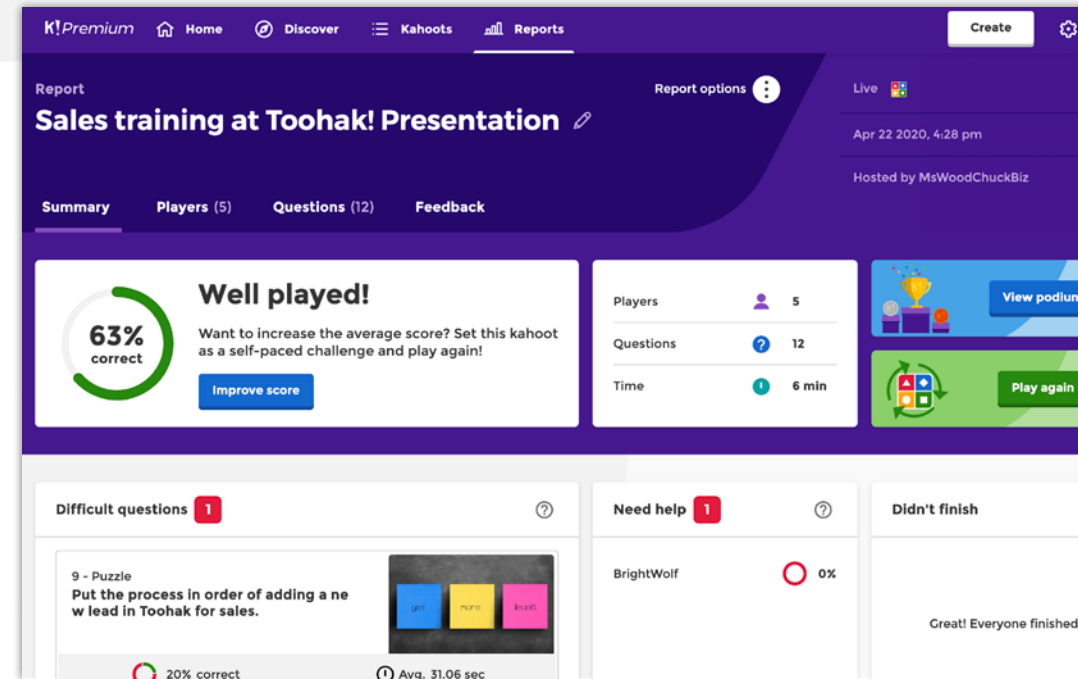 K! Premium Home Discover Kahoots Reports Create
Report
Report options
Sales training at Toohak! Presentation
Live
Apr 22 2020, 4:28 pm
Hosted by MsWoodChuckBiz
Summary Players (5) Questions (12) Feedback
63%
correct
Well played!
Want to increase the average score? Set this kahoot
as a self-paced challenge and play again!
Improve score
Players 5
Questions ? 12
Time 6 min
View podium
Play again
Difficult questions 1 ?
9 - Puzzle
Put the process in order of adding a ne
w lead in Toohak for sales.
get more leads
20% correct Avg. 31.06 sec
Need help 1 ?
BrightWolf 0%
Didn't finish
Great! Everyone finished